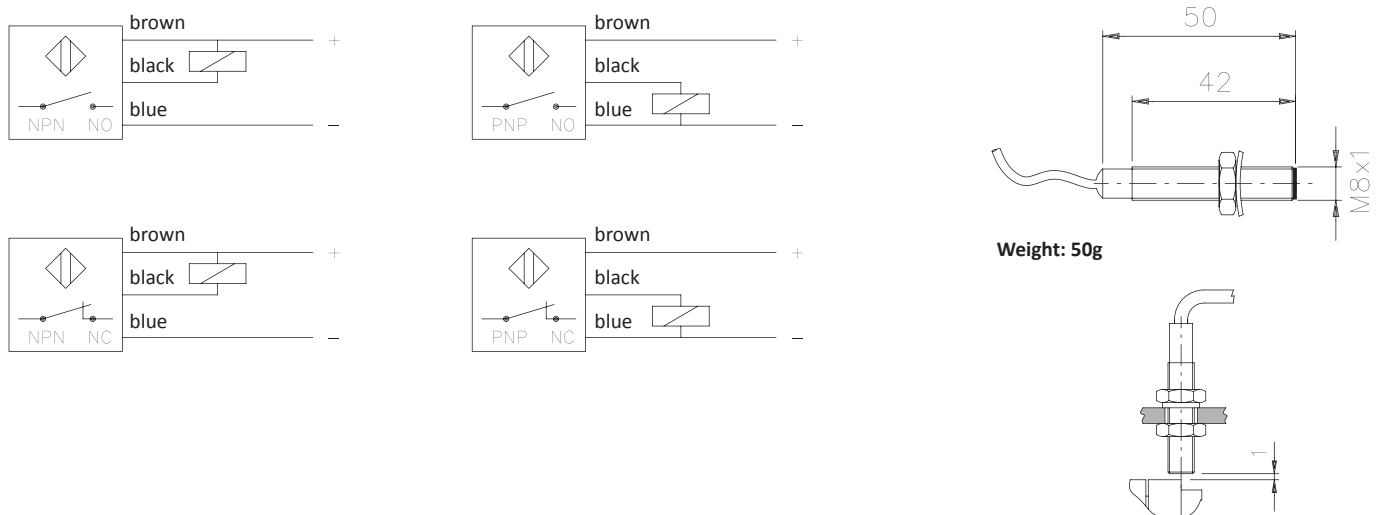 brown
+
black
blue
NPN NO
−
brown
+
black
blue
PNP NO
−
50
42
M8x1
Weight: 50g
brown
+
black
blue
NPN NC
−
brown
+
black
blue
PNP NC
−
1